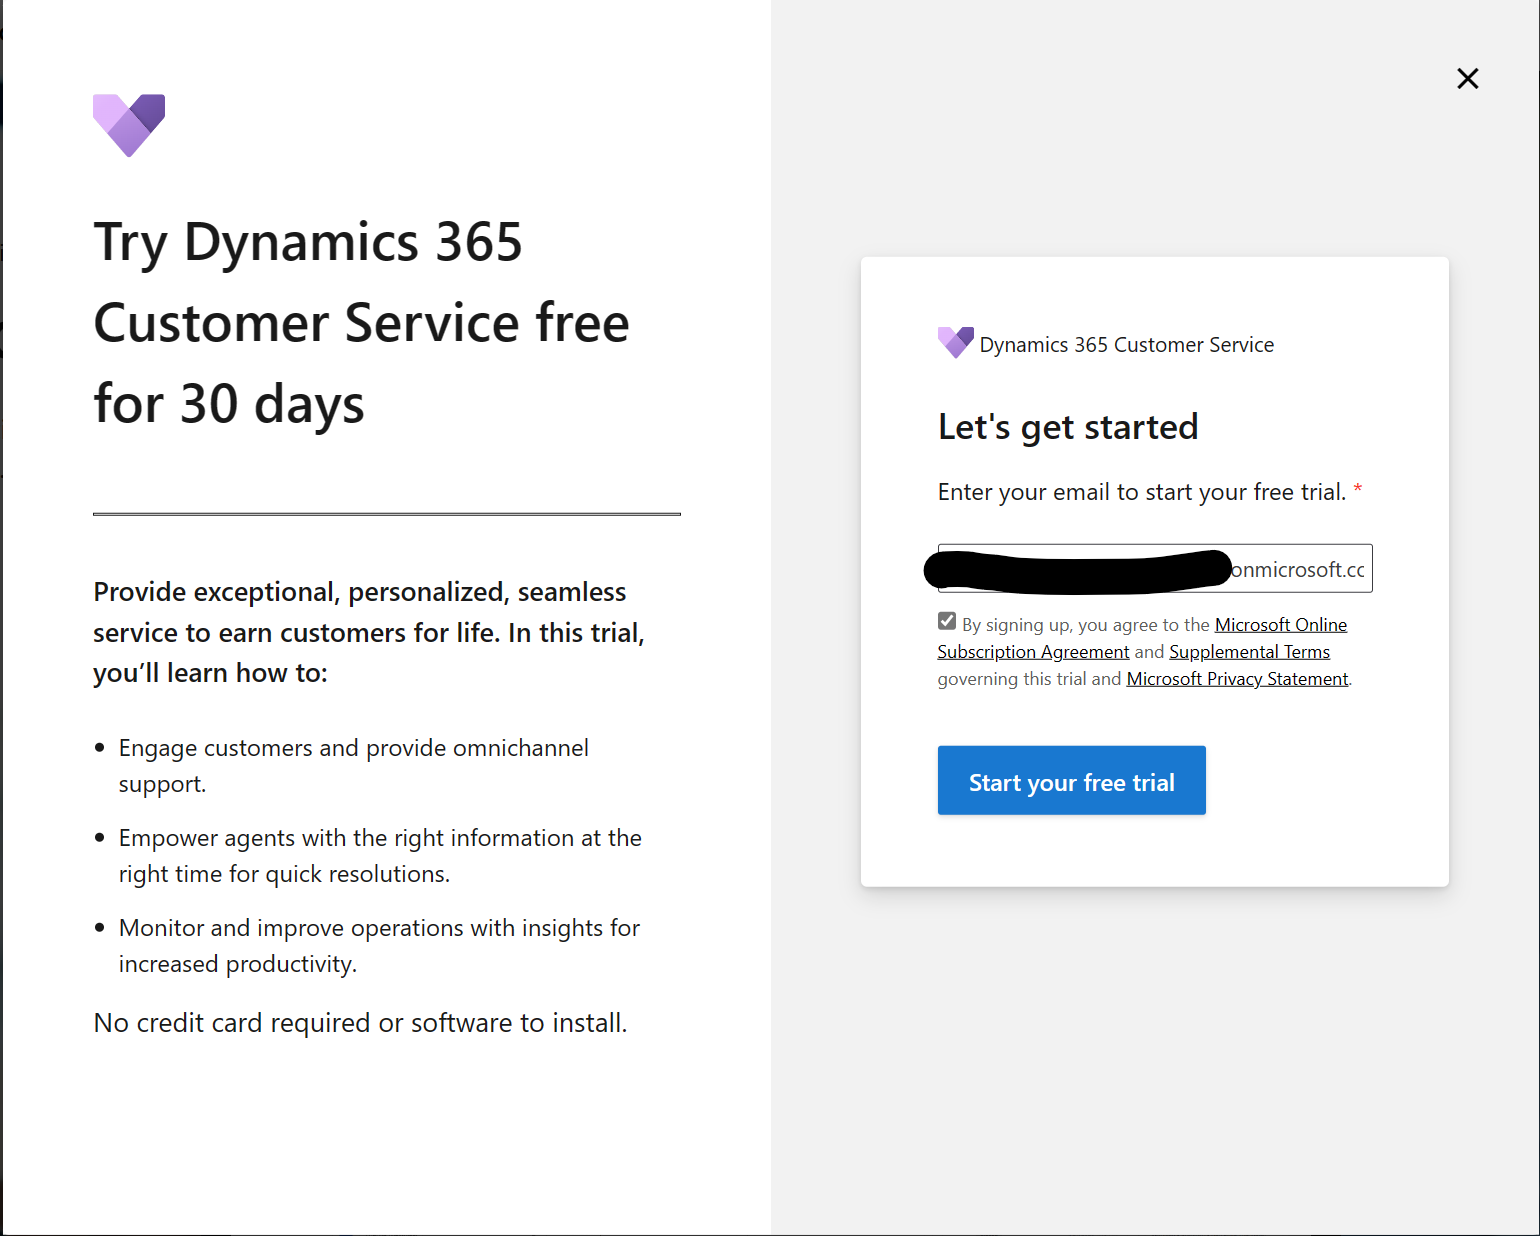 Try Dynamics 365
Customer Service free
for 30 days
Provide exceptional, personalized, seamless
service to earn customers for life. In this trial,
you’ll learn how to:
Engage customers and provide omnichannel
support.
Empower agents with the right information at the
right time for quick resolutions.
Monitor and improve operations with insights for
increased productivity.
No credit card required or software to install.
Dynamics 365 Customer Service
Let's get started
Enter your email to start your free trial. *
onmicrosoft.cc
By signing up, you agree to the Microsoft Online
Subscription Agreement and Supplemental Terms
governing this trial and Microsoft Privacy Statement.
Start your free trial